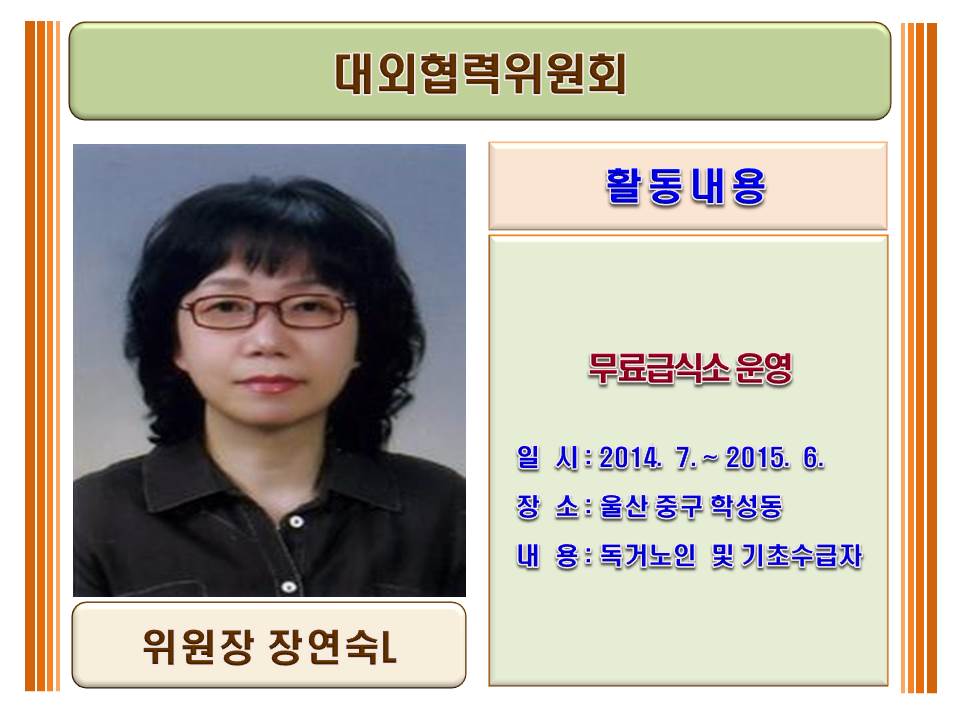 대외협력위원회
활동내용
무료급식소 운영
일 시 : 2014. 7. ~ 2015. 6.
장 소 : 울산 중구 학성동
내 용 : 독거노인 및 기초수급자
위원장 장연숙L